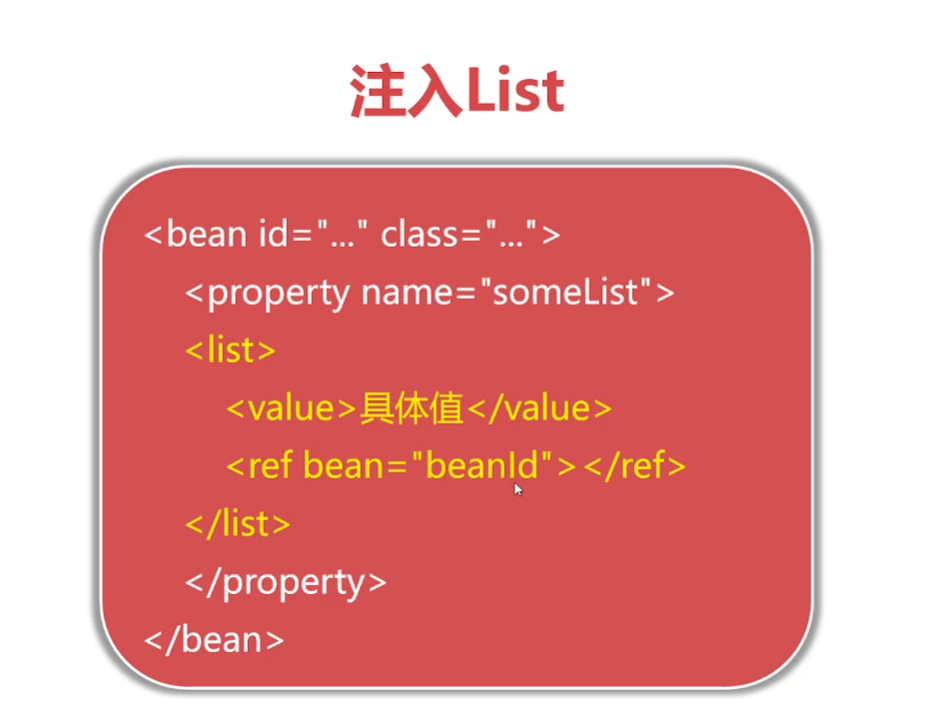 注入List
<bean id="..." class="...">
<property name="someList">
<list>
<value>具体值</value>
<ref bean="beanId"></ref>
</list>
</property>
</bean>